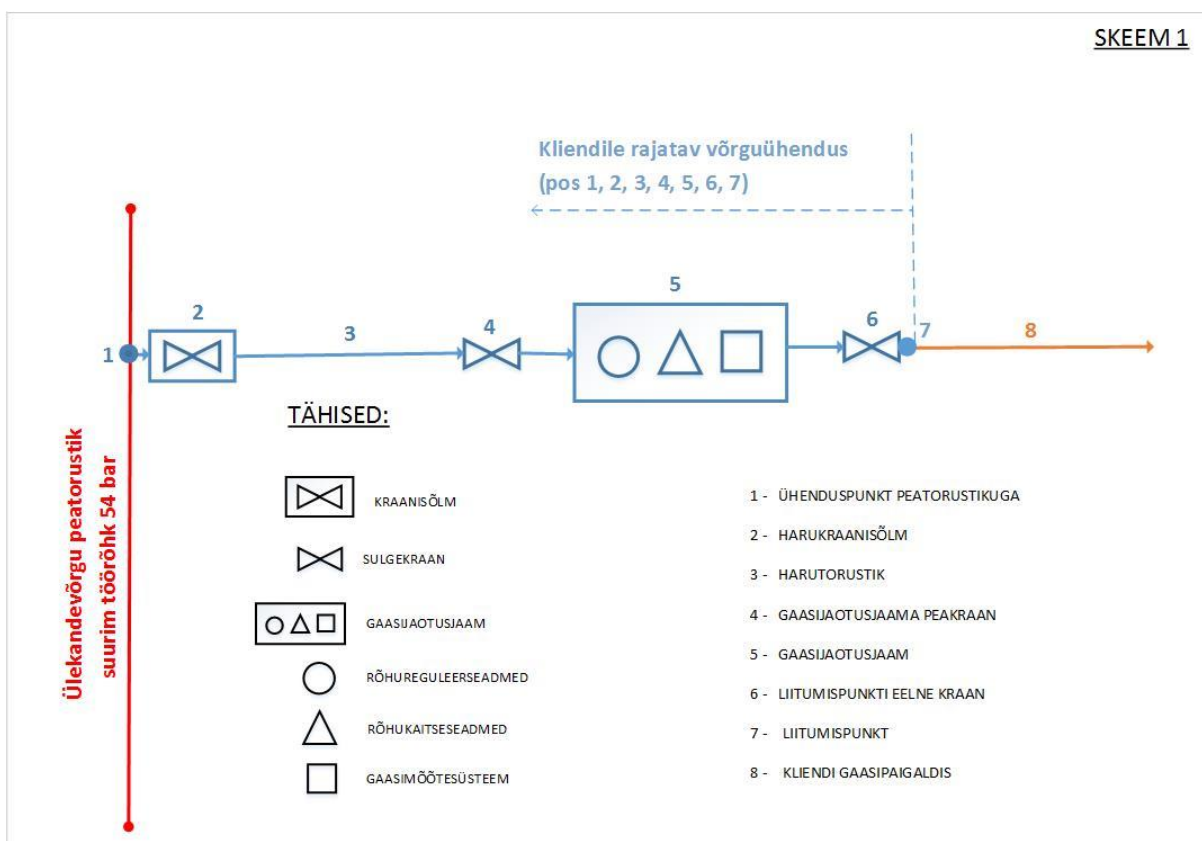 SKEEM 1
Kliendile rajatav võrguühendus
(pos 1, 2, 3, 4, 5, 6, 7)
1
2
3
4
5
6
7
8
Ülekandevõrgu peatorustik
suurim töörõhk 54 bar
TÄHISED:
KRAANISÕLM
SULGEKRAAN
GAASIJAOTUSJAAM
RÕHUREGULEERSEADMED
RÕHUKAITSESEADMED
GAASIMÕÕTESÜSTEEM
1 - ÜHENDUSPUNKT PEATORUSTIKUGA
2 - HARUKRAANISÕLM
3 - HARUTORUSTIK
4 - GAASIJAOTUSJAAMA PEAKRAAN
5 - GAASIJAOTUSJAAM
6 - LIITUMISPUNKTI EELNE KRAAN
7 - LIITUMISPUNKT
8 - KLIENDI GAASIPAIGALDIS